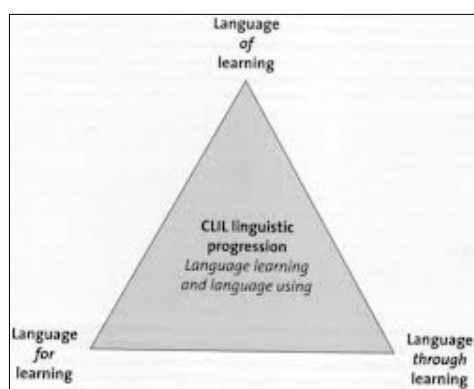 Language
of
learning
CLIL linguistic
progression
Language learning
and language using
Language
for
learning
Language
through
learning